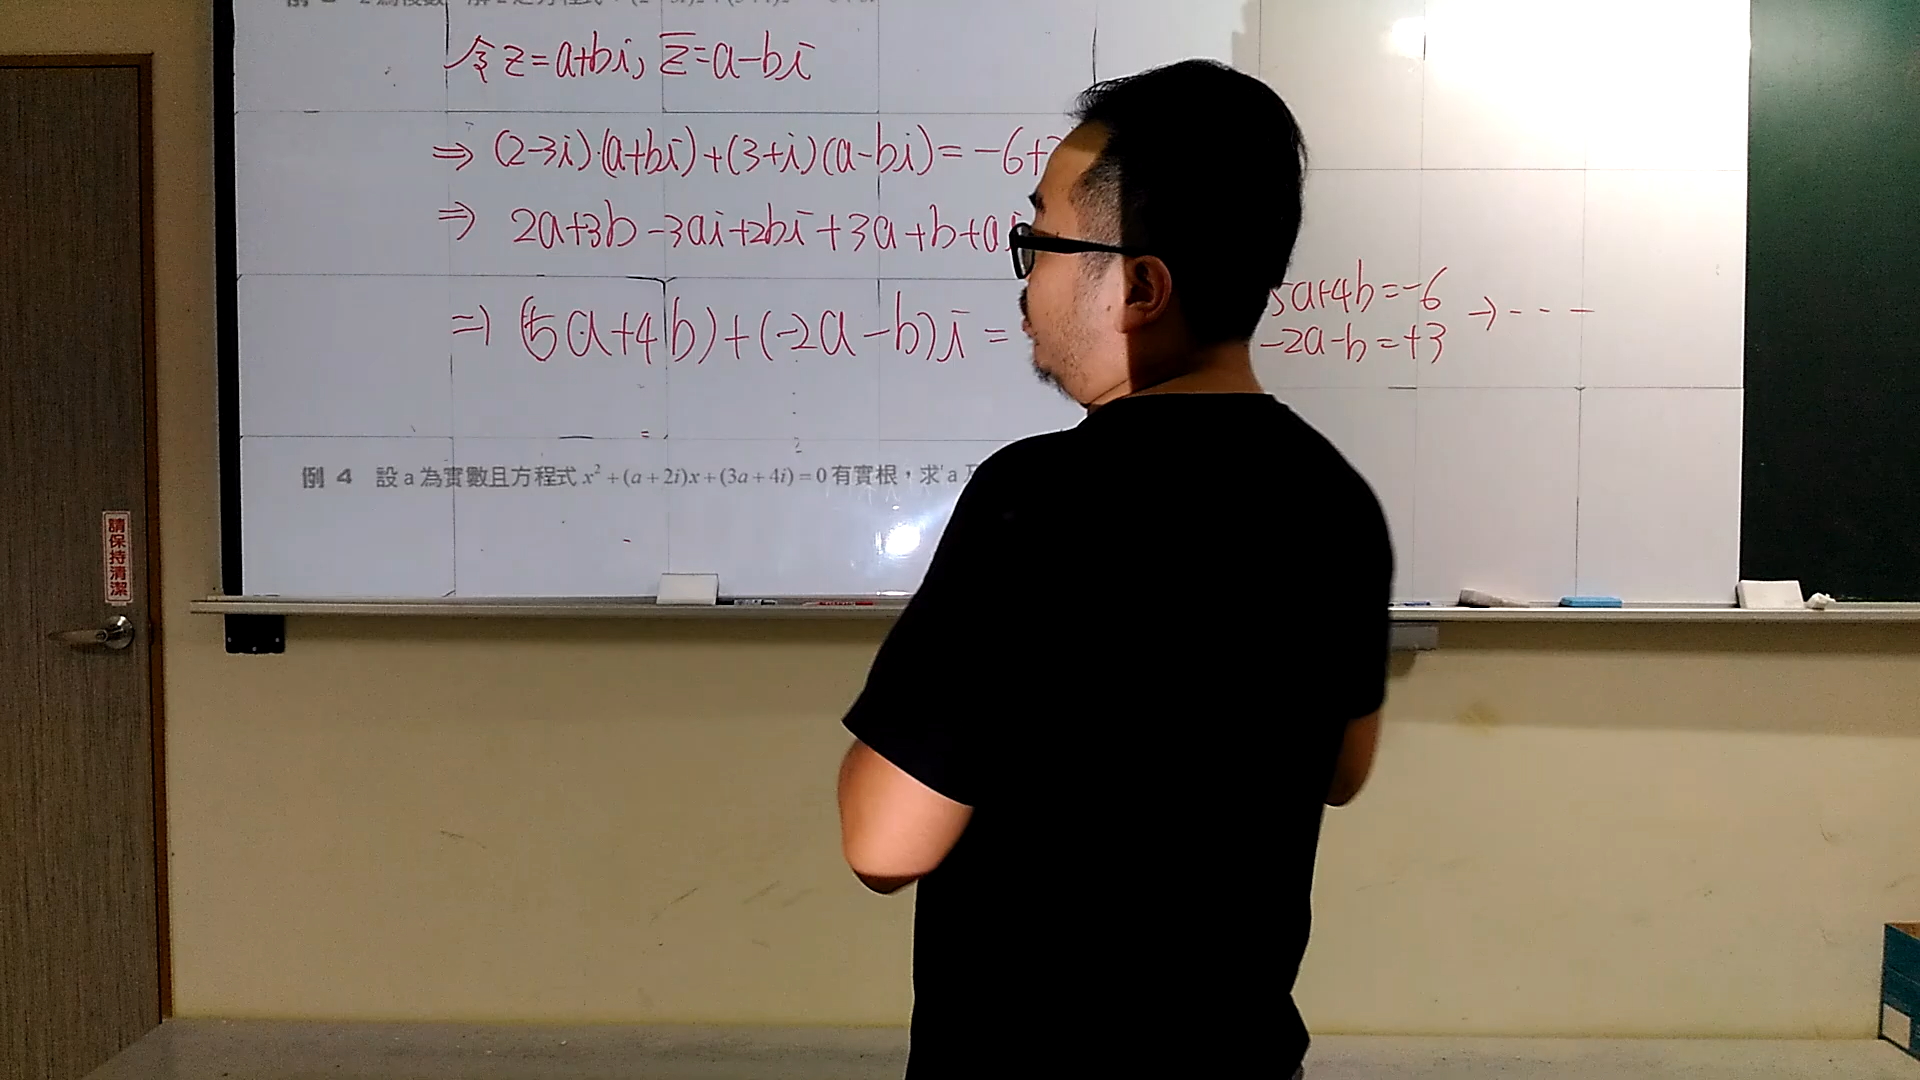 令 z=a+bi, z̅=a-bi
⇒ (2-3i)·(a+bi)+(3+i)(a-bi)= -6+
⇒ 2a+3b-3ai+2bi+3a+b+ai
⇒ (5a+4b)+(-2a-b)i =
5a+4b=-6
-2a-b=+3
→ - - -
例 4 設 a 為實數且方程式 x²+(a+2i)x+(3a+4i)=0 有實根，求 a
請保持清潔